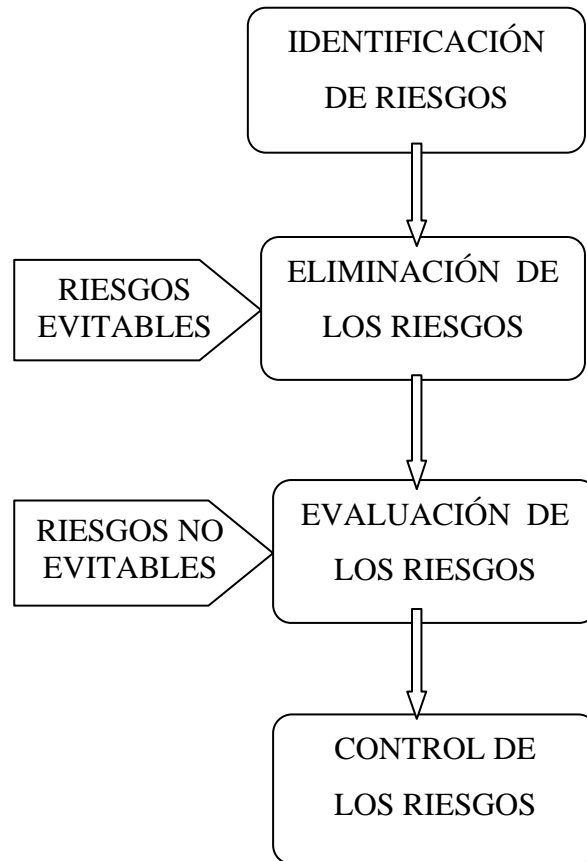 IDENTIFICACIÓN
DE RIESGOS
RIESGOS
EVITABLES
ELIMINACIÓN DE
LOS RIESGOS
RIESGOS NO
EVITABLES
EVALUACIÓN DE
LOS RIESGOS
CONTROL DE
LOS RIESGOS